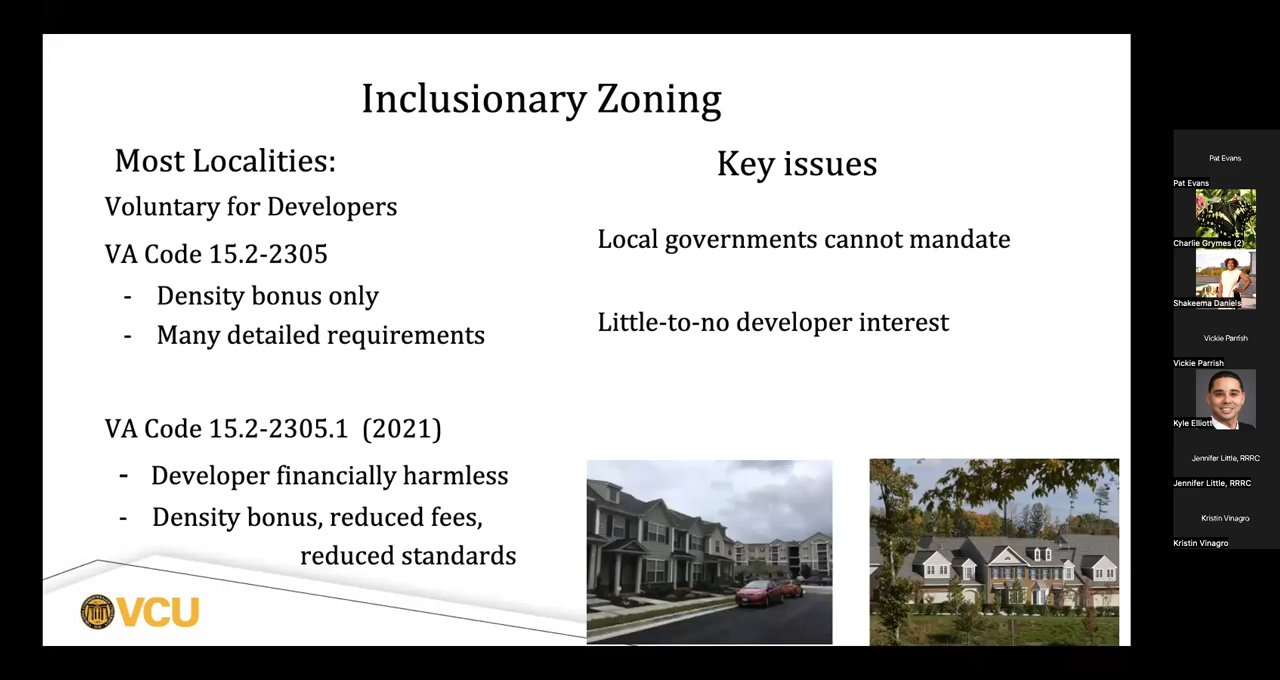 Inclusionary Zoning
Most Localities:
Voluntary for Developers
VA Code 15.2-2305
- Density bonus only
- Many detailed requirements
VA Code 15.2-2305.1 (2021)
- Developer financially harmless
- Density bonus, reduced fees,
reduced standards
VCU
Key issues
Local governments cannot mandate
Little-to-no developer interest
Pat Evans
Pat Evans
Charlie Grymes (2)
Shakeema Daniels
Vickie Parrish
Vickie Parrish
Kyle Elliott
Jennifer Little, RRRC
Jennifer Little, RRRC
Kristin Vinagro
Kristin Vinagro